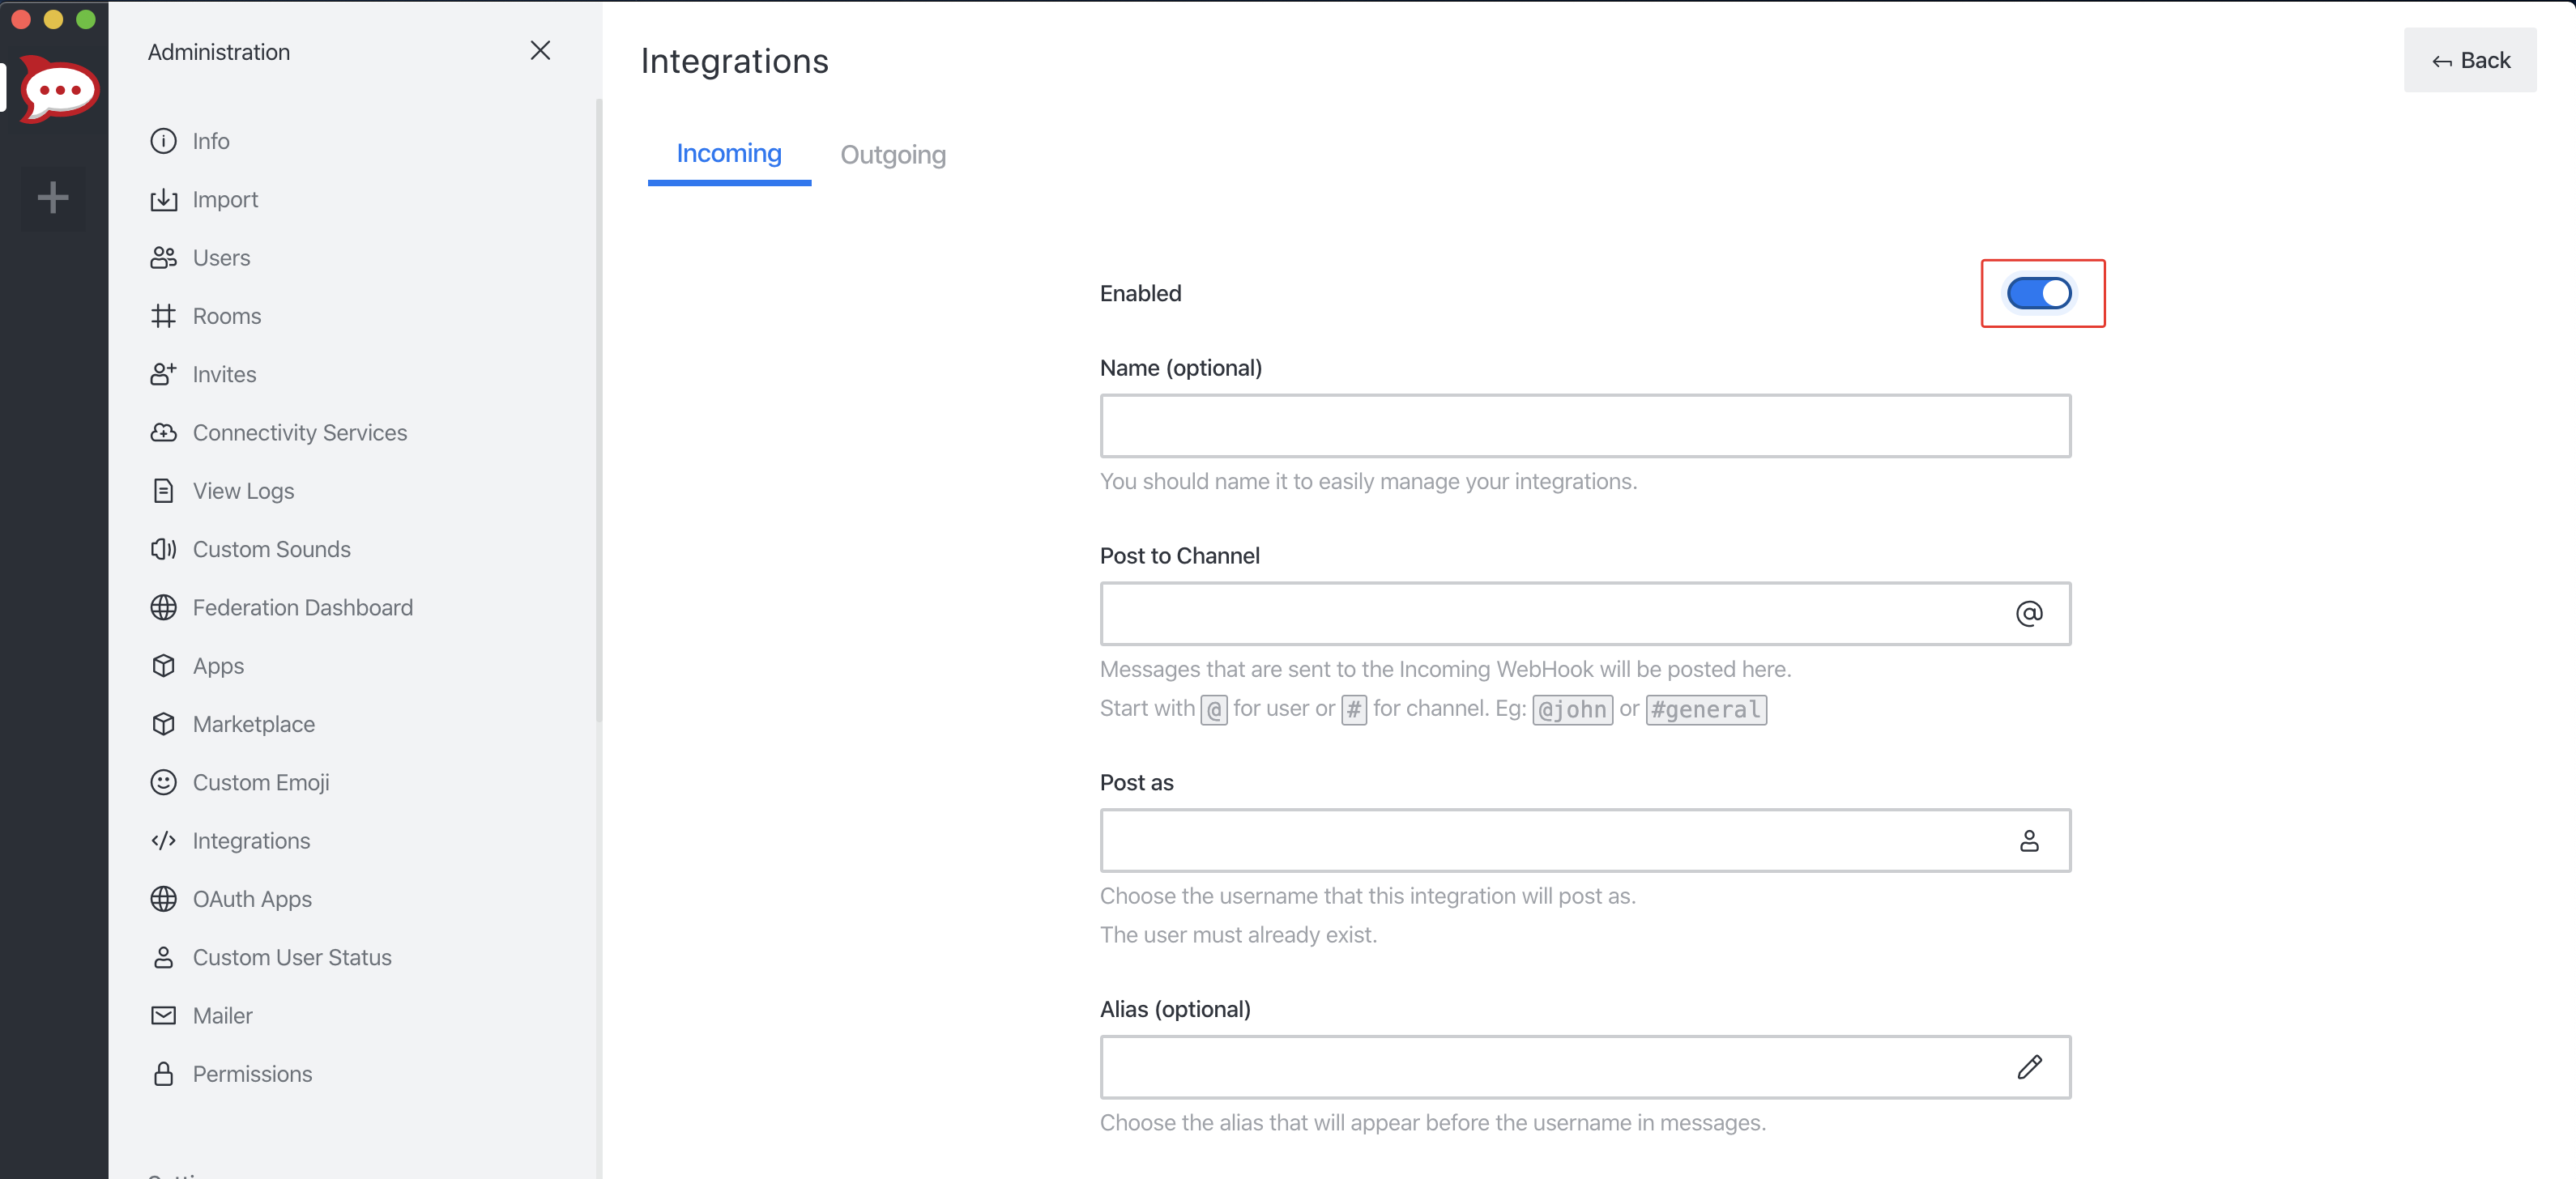 Administration
Info
Import
Users
Rooms
Invites
Connectivity Services
View Logs
Custom Sounds
Federation Dashboard
Apps
Marketplace
Custom Emoji
Integrations
OAuth Apps
Custom User Status
Mailer
Permissions
Integrations
Back
Incoming
Outgoing
Enabled
Name (optional)
You should name it to easily manage your integrations.
Post to Channel
@
Messages that are sent to the Incoming WebHook will be posted here.
Start with @ for user or # for channel. Eg: @john or #general
Post as
Choose the username that this integration will post as.
The user must already exist.
Alias (optional)
Choose the alias that will appear before the username in messages.